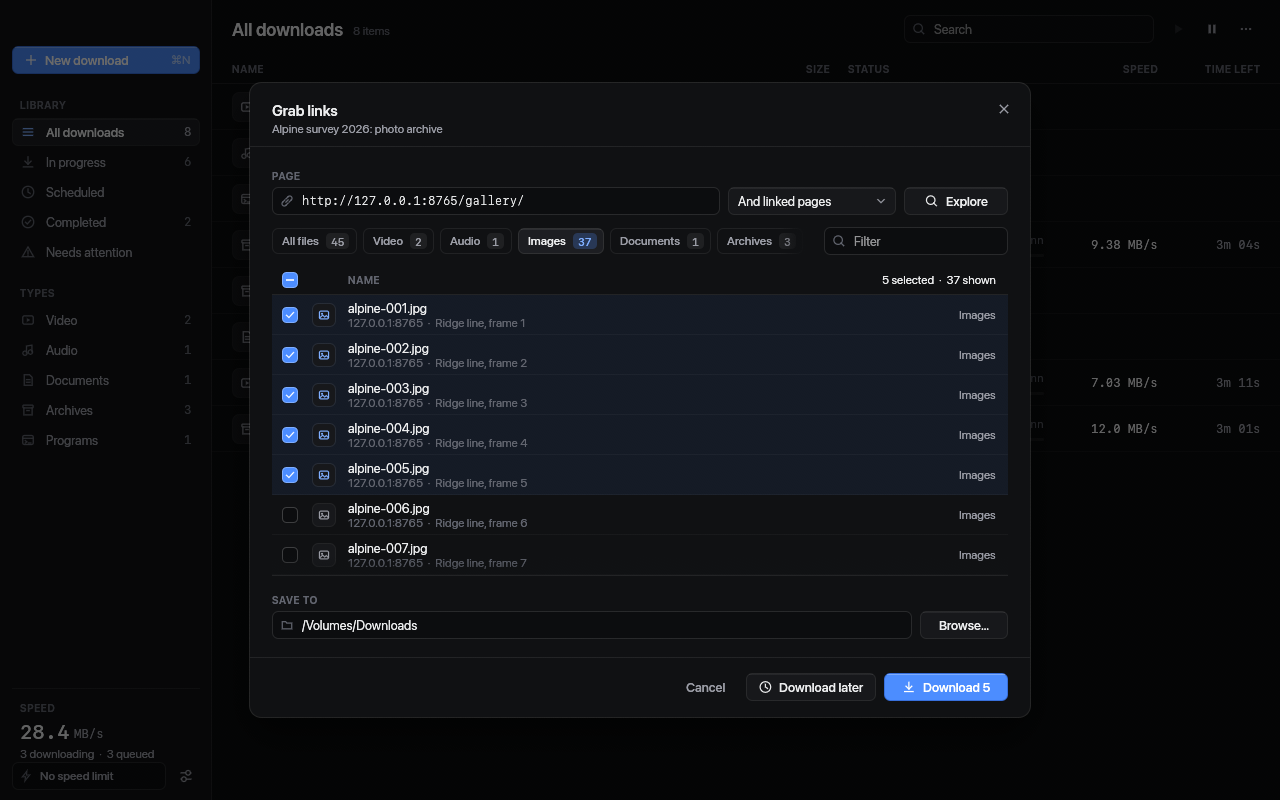 New download ⌘N
LIBRARY
All downloads 8
In progress 6
Scheduled
Completed 2
Needs attention
TYPES
Video 2
Audio 1
Documents 1
Archives 3
Programs 1
SPEED
28.4 MB/s
3 downloading · 3 queued
No speed limit
All downloads 8 items
Search
NAME SIZE STATUS SPEED TIME LEFT
9.38 MB/s 3m 04s
7.03 MB/s 3m 11s
12.0 MB/s 3m 01s
Grab links
Alpine survey 2026: photo archive
PAGE
http://127.0.0.1:8765/gallery/
And linked pages
Explore
All files 45
Video 2
Audio 1
Images 37
Documents 1
Archives 3
Filter
NAME 5 selected · 37 shown
alpine-001.jpg
127.0.0.1:8765 · Ridge line, frame 1
Images
alpine-002.jpg
127.0.0.1:8765 · Ridge line, frame 2
Images
alpine-003.jpg
127.0.0.1:8765 · Ridge line, frame 3
Images
alpine-004.jpg
127.0.0.1:8765 · Ridge line, frame 4
Images
alpine-005.jpg
127.0.0.1:8765 · Ridge line, frame 5
Images
alpine-006.jpg
127.0.0.1:8765 · Ridge line, frame 6
Images
alpine-007.jpg
127.0.0.1:8765 · Ridge line, frame 7
Images
SAVE TO
/Volumes/Downloads
Browse...
Cancel
Download later
Download 5